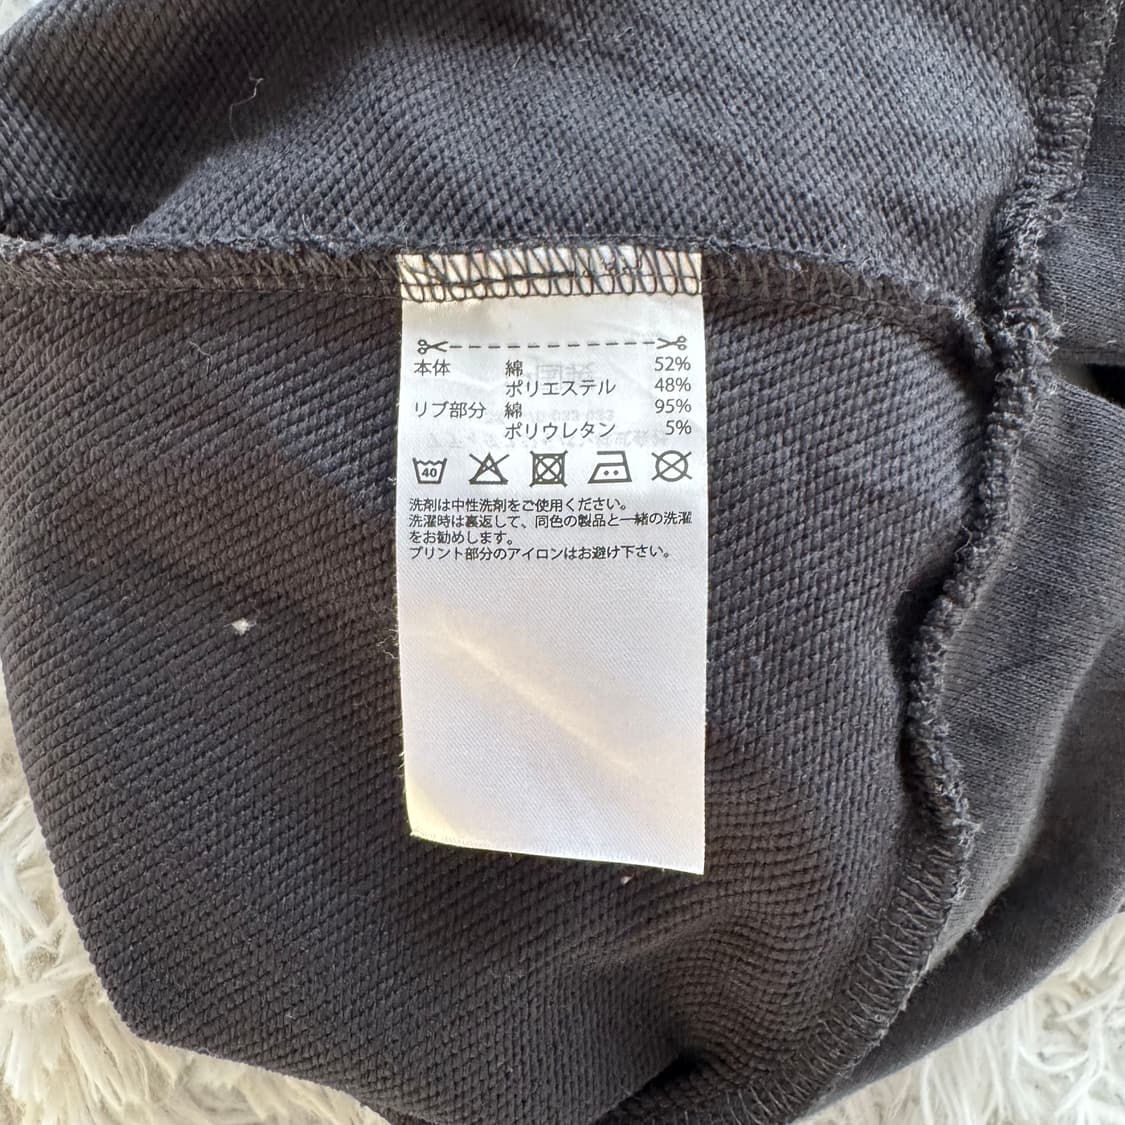 本体 綿 52%
ポリエステル 48%
リブ部分 綿 95%
ポリウレタン 5%
40
洗剤は中性洗剤をご使用ください。
洗濯時は裏返して、同色の製品と一緒の洗濯
をお勧めします。
プリント部分のアイロンはお避け下さい。